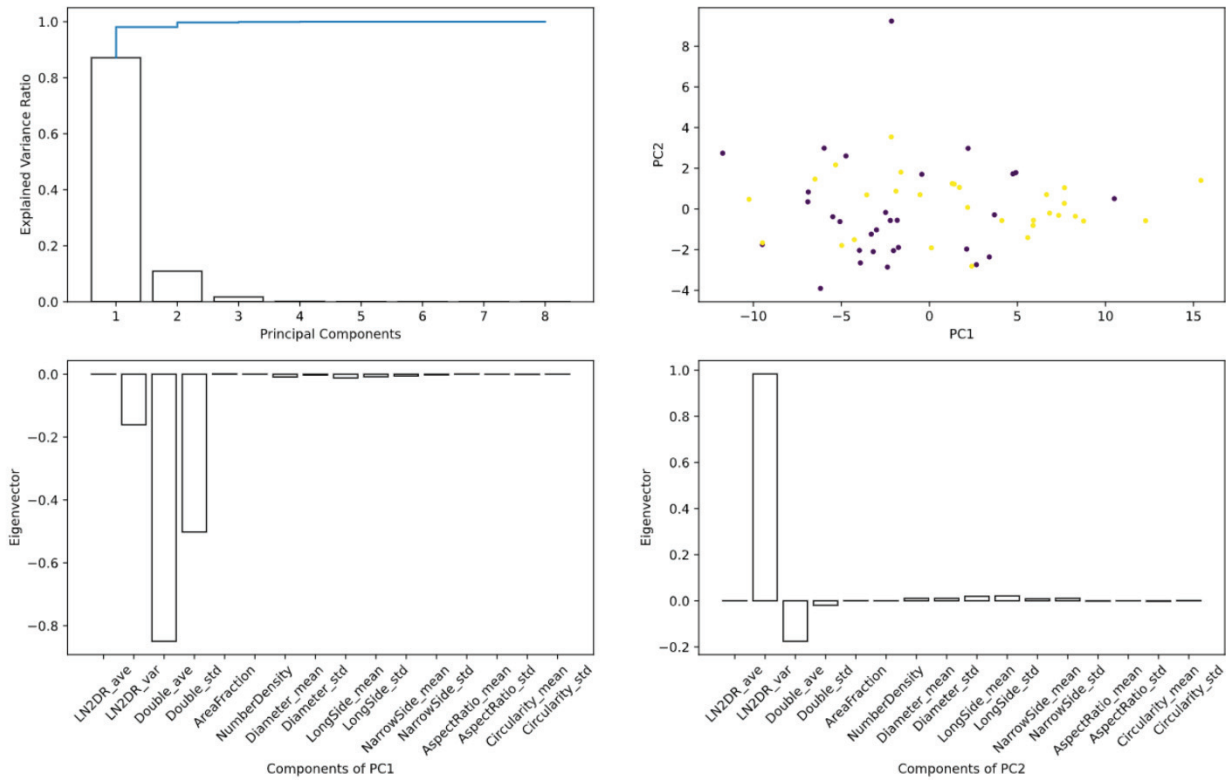 1.0
0.8
0.6
0.4
0.2
0.0
Explained Variance Ratio
1 2 3 4 5 6 7 8
Principal Components
8
6
4
2
0
−2
−4
PC2
−10 −5 0 5 10 15
PC1
0.0
−0.2
−0.4
−0.6
−0.8
Eigenvector
LN2DR_ave
LN2DR_var
Double_ave
Double_std
AreaFraction
NumberDensity
Diameter_mean
Diameter_std
LongSide_mean
LongSide_std
NarrowSide_mean
NarrowSide_std
AspectRatio_mean
AspectRatio_std
Circularity_mean
Circularity_std
Components of PC1
1.0
0.8
0.6
0.4
0.2
0.0
−0.2
Eigenvector
LN2DR_ave
LN2DR_var
Double_ave
Double_std
AreaFraction
NumberDensity
Diameter_mean
Diameter_std
LongSide_mean
LongSide_std
NarrowSide_mean
NarrowSide_std
AspectRatio_mean
AspectRatio_std
Circularity_mean
Circularity_std
Components of PC2